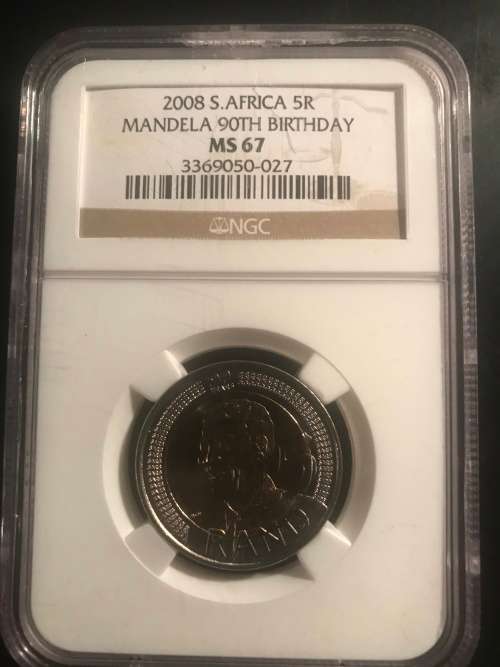 2008 S.AFRICA 5R
MANDELA 90TH BIRTHDAY
MS 67
3369050-027
NGC
RAND